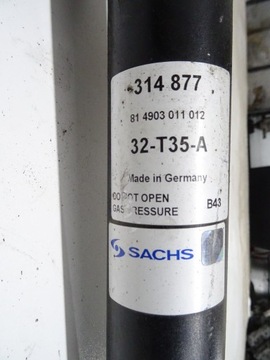 314 877
81 4903 011 012
32-T35-A
Made in Germany
DO NOT OPEN
GAS PRESSURE B43
SACHS